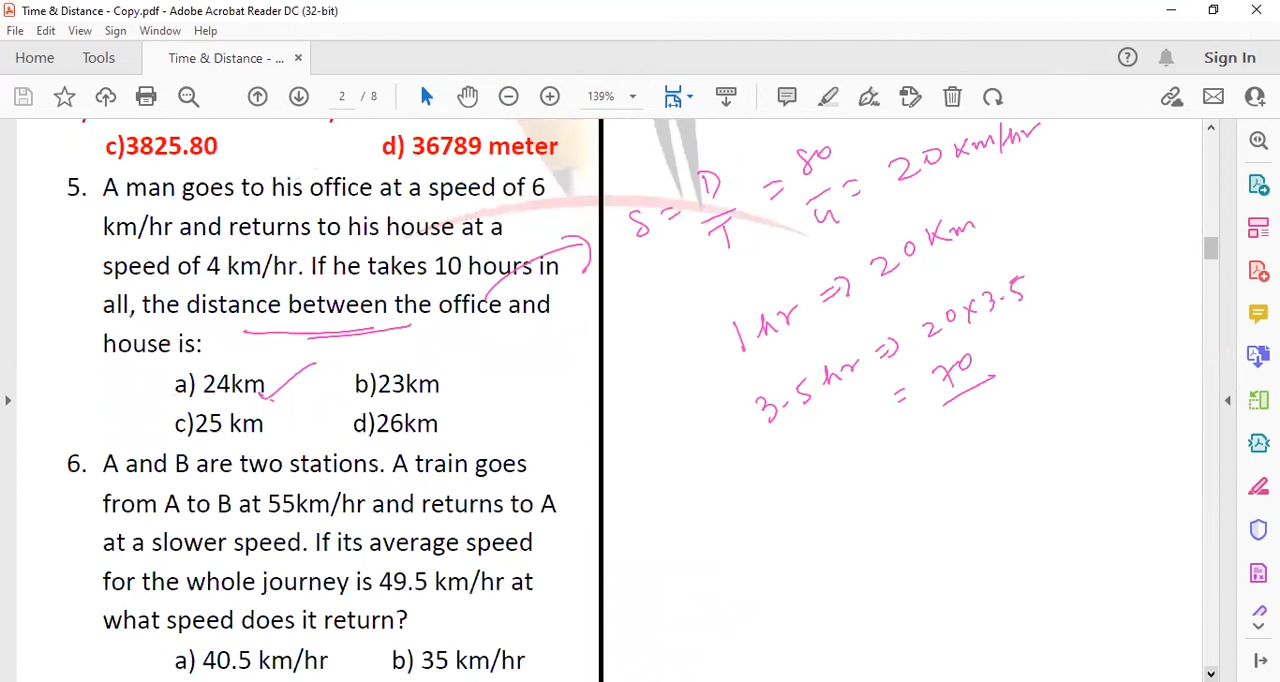 Time & Distance - Copy.pdf - Adobe Acrobat Reader DC (32-bit)
File Edit View Sign Window Help
Home Tools Time & Distance - ... × Sign In
2 / 8 139%
c)3825.80 d) 36789 meter
5. A man goes to his office at a speed of 6
km/hr and returns to his house at a
speed of 4 km/hr. If he takes 10 hours in
all, the distance between the office and
house is:
a) 24km b)23km
c)25 km d)26km
6. A and B are two stations. A train goes
from A to B at 55km/hr and returns to A
at a slower speed. If its average speed
for the whole journey is 49.5 km/hr at
what speed does it return?
a) 40.5 km/hr b) 35 km/hr
S = D/T = 80/4 = 20 Km/hr
1 hr ⇒ 20 Km
3.5 hr ⇒ 20 × 3.5
= 70